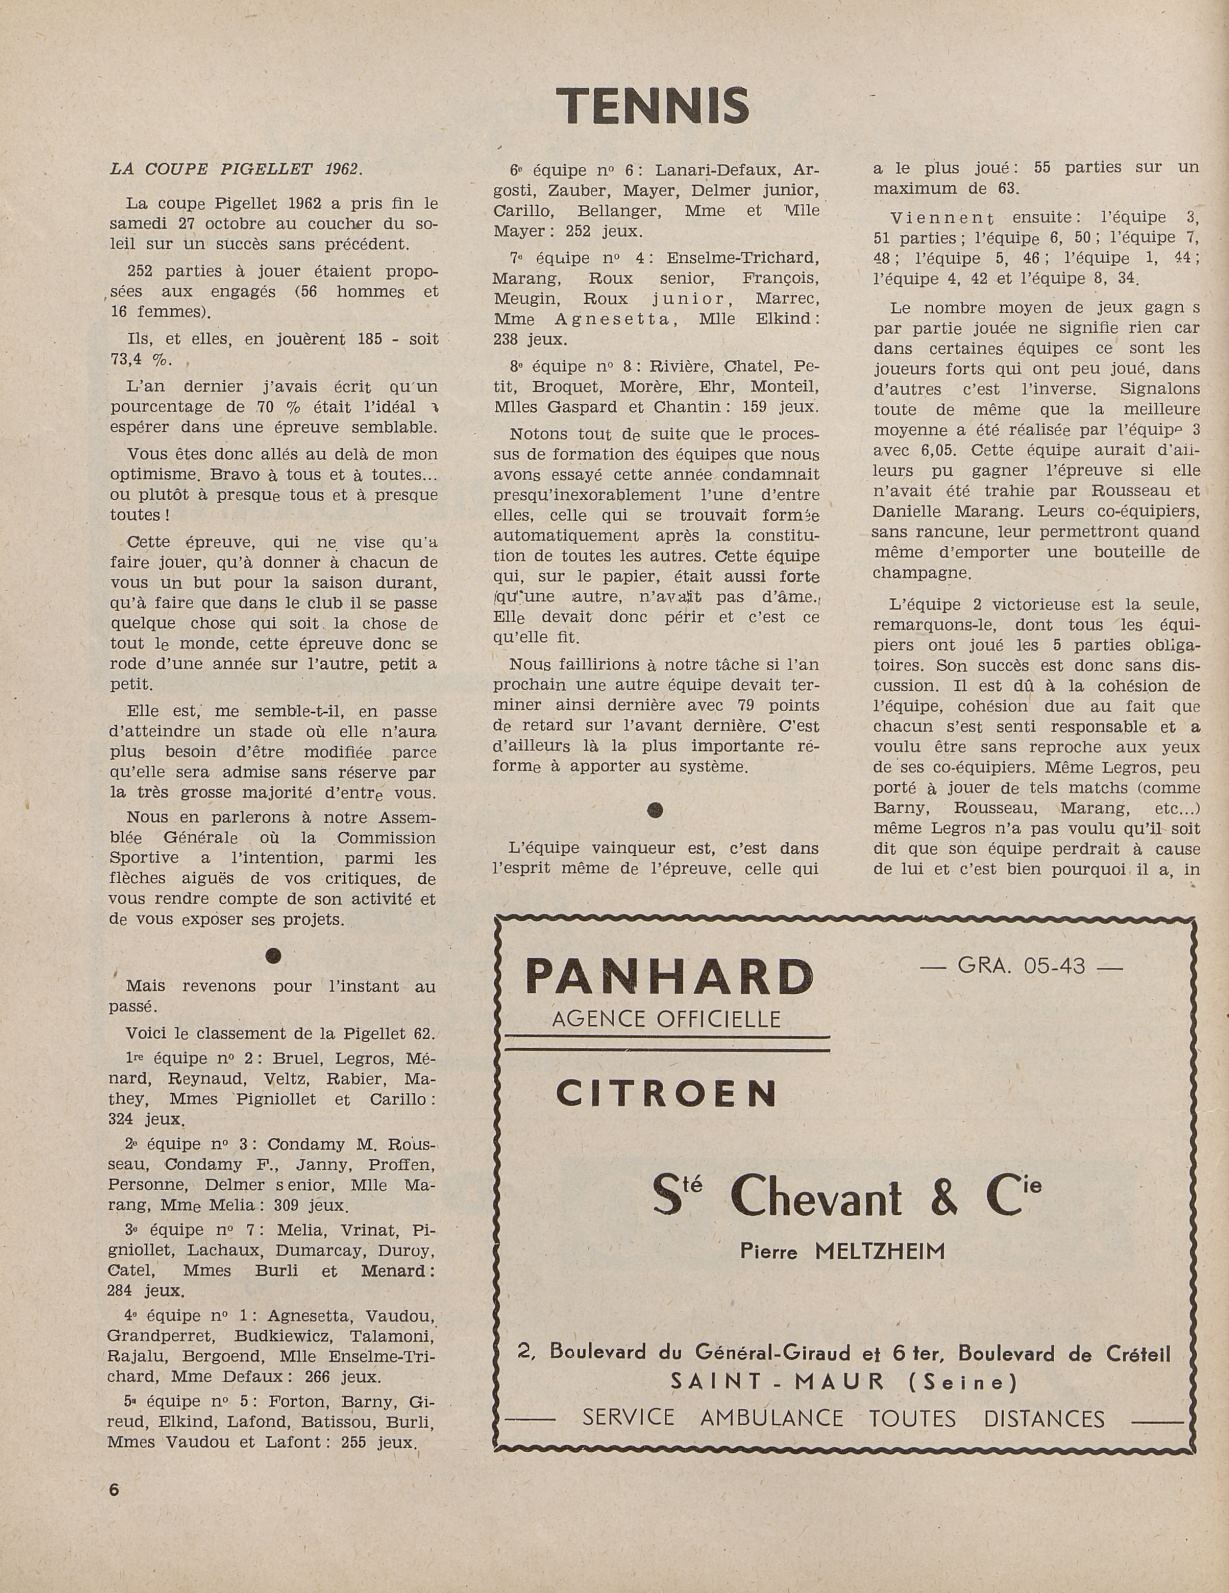 TENNIS
LA COUPE PIGELLET 1962.
La coupe Pigellet 1962 a pris fin le
samedi 27 octobre au coucher du so-
leil sur un succès sans précédent.
252 parties à jouer étaient propo-
sées aux engagés (56 hommes et
16 femmes).
Ils, et elles, en jouèrent 185 - soit
73,4 %.
L'an dernier j'avais écrit qu'un
pourcentage de 70 % était l'idéal à
espérer dans une épreuve semblable.
Vous êtes donc allés au delà de mon
optimisme. Bravo à tous et à toutes...
ou plutôt à presque tous et à presque
toutes !
Cette épreuve, qui ne vise qu'à
faire jouer, qu'à donner à chacun de
vous un but pour la saison durant,
qu'à faire que dans le club il se passe
quelque chose qui soit la chose de
tout le monde, cette épreuve donc se
rode d'une année sur l'autre, petit a
petit.
Elle est, me semble-t-il, en passe
d'atteindre un stade où elle n'aura
plus besoin d'être modifiée parce
qu'elle sera admise sans réserve par
la très grosse majorité d'entre vous.
Nous en parlerons à notre Assem-
blée Générale où la Commission
Sportive a l'intention, parmi les
flèches aiguës de vos critiques, de
vous rendre compte de son activité et
de vous exposer ses projets.
●
Mais revenons pour l'instant au
passé.
Voici le classement de la Pigellet 62.
1re équipe n° 2 : Bruel, Legros, Mé-
nard, Reynaud, Veltz, Rabier, Ma-
they, Mmes Pigniollet et Carillo :
324 jeux.
2e équipe n° 3 : Condamy M. Rous-
seau, Condamy F., Janny, Proffen,
Personne, Delmer senior, Mlle Ma-
rang, Mme Melia : 309 jeux.
3e équipe n° 7 : Melia, Vrinat, Pi-
gniollet, Lachaux, Dumarcay, Duroy,
Catel, Mmes Burli et Menard :
284 jeux.
4e équipe n° 1 : Agnesetta, Vaudou,
Grandperret, Budkiewicz, Talamoni,
Rajalu, Bergoend, Mlle Enselme-Tri-
chard, Mme Defaux : 266 jeux.
5e équipe n° 5 : Forton, Barny, Gi-
reud, Elkind, Lafond, Batissou, Burli,
Mmes Vaudou et Lafont : 255 jeux.
6e équipe n° 6 : Lanari-Defaux, Ar-
gosti, Zauber, Mayer, Delmer junior,
Carillo, Bellanger, Mme et Mlle
Mayer : 252 jeux.
7e équipe n° 4 : Enselme-Trichard,
Marang, Roux senior, François,
Meugin, Roux junior, Marrec,
Mme Agnesetta, Mlle Elkind :
238 jeux.
8e équipe n° 8 : Rivière, Chatel, Pe-
tit, Broquet, Morère, Ehr, Monteil,
Mlles Gaspard et Chantin : 159 jeux.
Notons tout de suite que le proces-
sus de formation des équipes que nous
avons essayé cette année condamnait
presqu'inexorablement l'une d'entre
elles, celle qui se trouvait formée
automatiquement après la constitu-
tion de toutes les autres. Cette équipe
qui, sur le papier, était aussi forte
qu'une autre, n'avait pas d'âme.
Elle devait donc périr et c'est ce
qu'elle fit.
Nous faillirions à notre tâche si l'an
prochain une autre équipe devait ter-
miner ainsi dernière avec 79 points
de retard sur l'avant dernière. C'est
d'ailleurs là la plus importante ré-
forme à apporter au système.
●
L'équipe vainqueur est, c'est dans
l'esprit même de l'épreuve, celle qui
a le plus joué : 55 parties sur un
maximum de 63.
Viennent ensuite : l'équipe 3,
51 parties ; l'équipe 6, 50 ; l'équipe 7,
48 ; l'équipe 5, 46 ; l'équipe 1, 44 ;
l'équipe 4, 42 et l'équipe 8, 34.
Le nombre moyen de jeux gagn s
par partie jouée ne signifie rien car
dans certaines équipes ce sont les
joueurs forts qui ont peu joué, dans
d'autres c'est l'inverse. Signalons
toute de même que la meilleure
moyenne a été réalisée par l'équipe 3
avec 6,05. Cette équipe aurait d'ail-
leurs pu gagner l'épreuve si elle
n'avait été trahie par Rousseau et
Danielle Marang. Leurs co-équipiers,
sans rancune, leur permettront quand
même d'emporter une bouteille de
champagne.
L'équipe 2 victorieuse est la seule,
remarquons-le, dont tous les équi-
piers ont joué les 5 parties obliga-
toires. Son succès est donc sans dis-
cussion. Il est dû à la cohésion de
l'équipe, cohésion due au fait que
chacun s'est senti responsable et a
voulu être sans reproche aux yeux
de ses co-équipiers. Même Legros, peu
porté à jouer de tels matchs (comme
Barny, Rousseau, Marang, etc...)
même Legros n'a pas voulu qu'il soit
dit que son équipe perdrait à cause
de lui et c'est bien pourquoi il a, in
PANHARD
AGENCE OFFICIELLE
— GRA. 05-43 —
CITROEN
Sté Chevant & Cie
Pierre MELTZHEIM
2, Boulevard du Général-Giraud et 6 ter, Boulevard de Créteil
SAINT - MAUR (Seine)
— SERVICE AMBULANCE TOUTES DISTANCES —
6